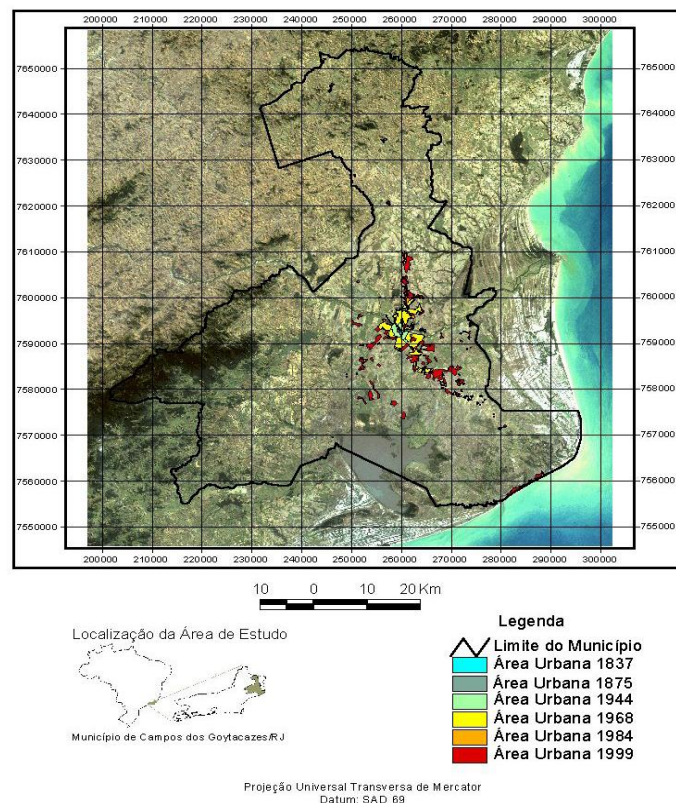 200000 210000 220000 230000 240000 250000 260000 270000 280000 290000 300000
7650000 7650000
7640000 7640000
7630000 7630000
7620000 7620000
7610000 7610000
7600000 7600000
7590000 7590000
7580000 7580000
7570000 7570000
7560000 7560000
7550000 7550000
200000 210000 220000 230000 240000 250000 260000 270000 280000 290000 300000
10 0 10 20 Km
Localização da Área de Estudo
Município de Campos dos Goytacazes/RJ
Legenda
Limite do Município
Área Urbana 1837
Área Urbana 1875
Área Urbana 1944
Área Urbana 1968
Área Urbana 1984
Área Urbana 1999
Projeção Universal Transversa de Mercator
Datum: SAD 69